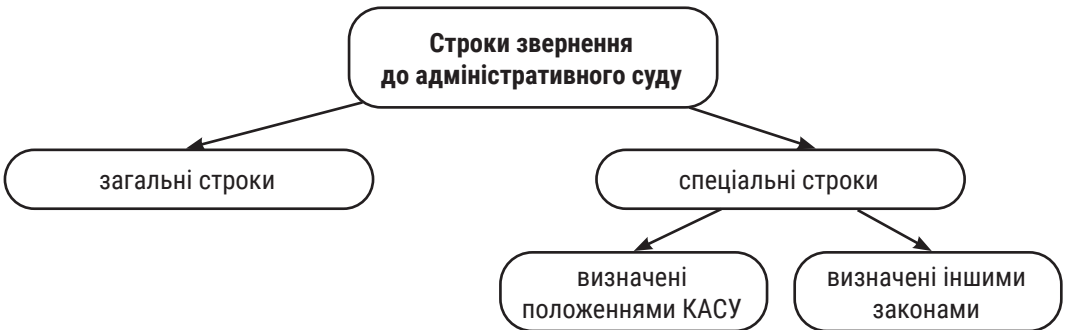 Строки звернення
до адміністративного суду
загальні строки
спеціальні строки
визначені
положеннями КАСУ
визначені іншими
законами